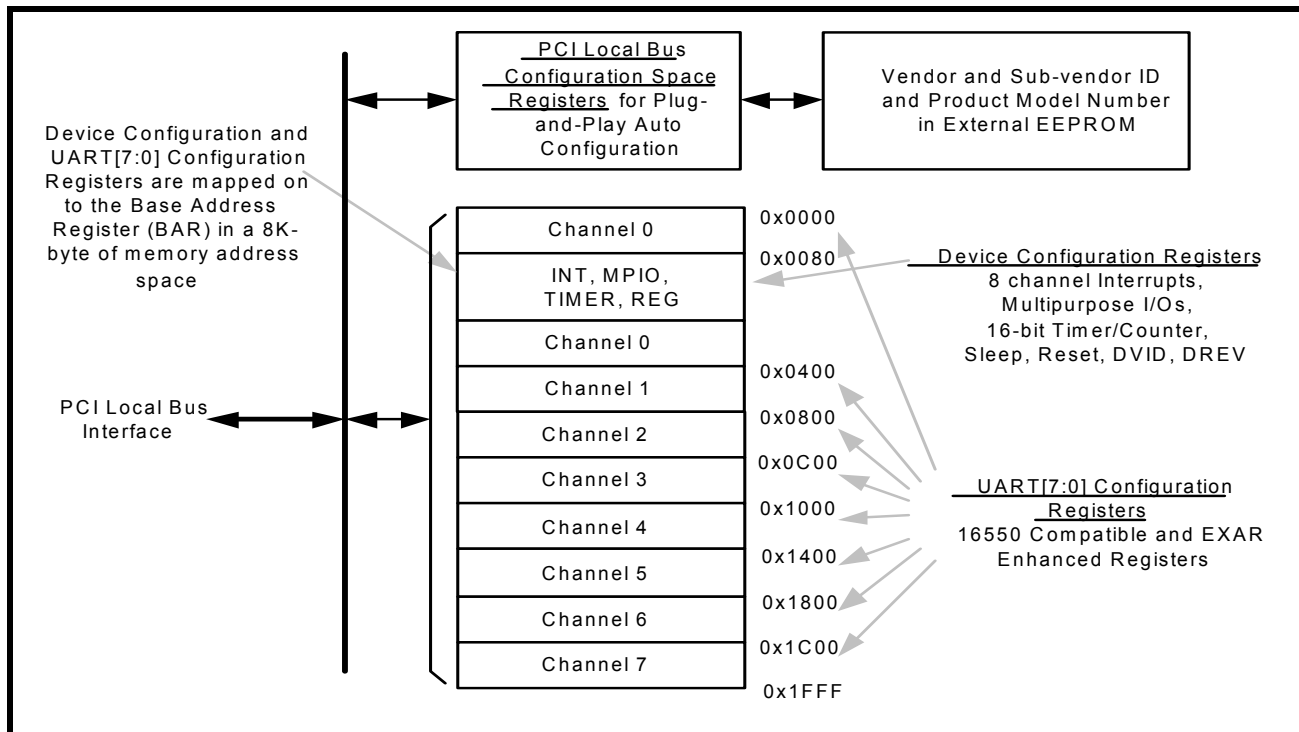 PCI Local Bus
Configuration Space
Registers for Plug-
and-Play Auto
Configuration
Vendor and Sub-vendor ID
and Product Model Number
in External EEPROM
Device Configuration and
UART[7:0] Configuration
Registers are mapped on
to the Base Address
Register (BAR) in a 8K-
byte of memory address
space
Channel 0
INT, MPIO,
TIMER, REG
Channel 0
Channel 1
Channel 2
Channel 3
Channel 4
Channel 5
Channel 6
Channel 7
0x0000
0x0080
0x0400
0x0800
0x0C00
0x1000
0x1400
0x1800
0x1C00
0x1FFF
Device Configuration Registers
8 channel Interrupts,
Multipurpose I/Os,
16-bit Timer/Counter,
Sleep, Reset, DVID, DREV
PCI Local Bus
Interface
UART[7:0] Configuration
Registers
16550 Compatible and EXAR
Enhanced Registers